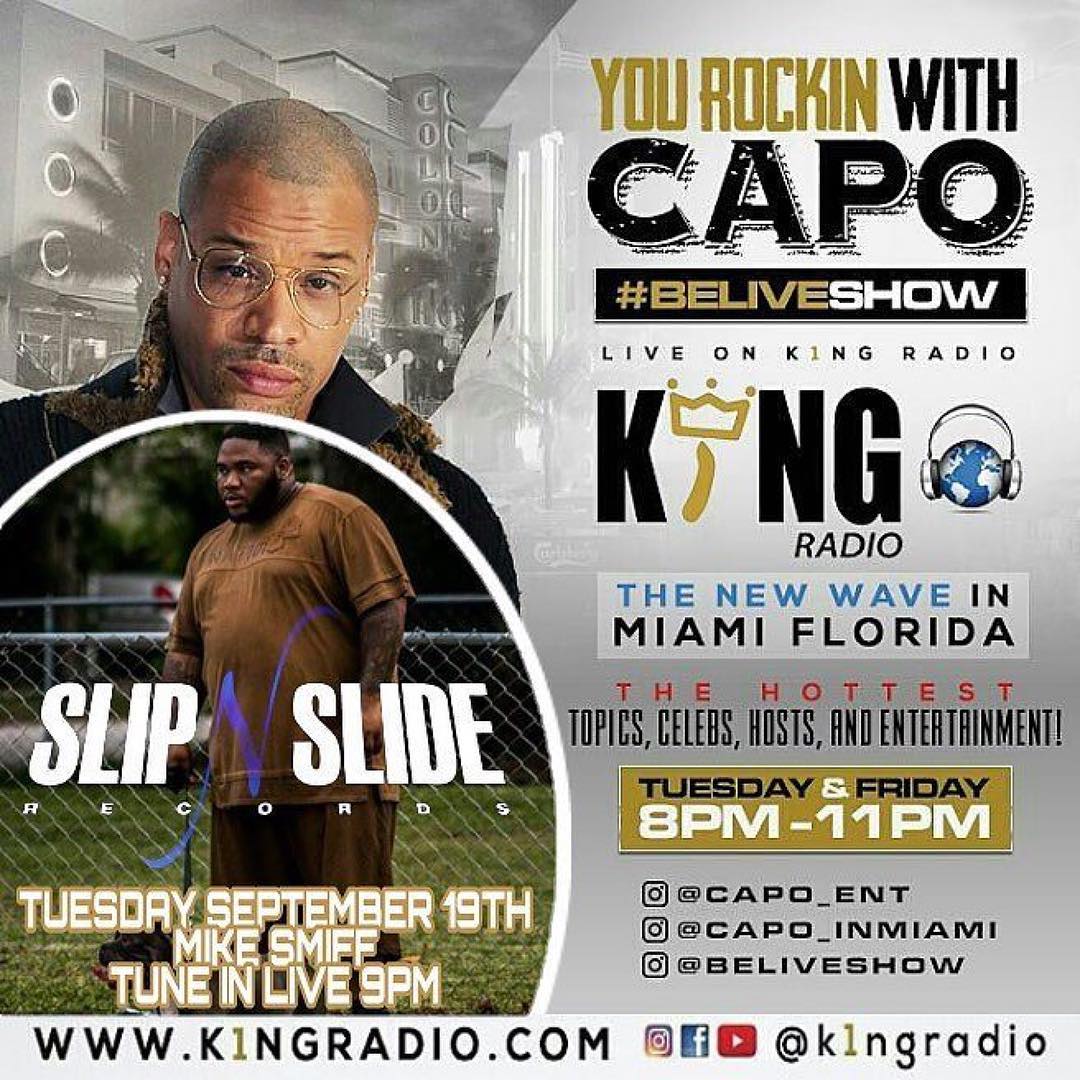 YOU ROCKIN WITH
CAPO
#BELIVESHOW
LIVE ON K1NG RADIO
K1NG
RADIO
THE NEW WAVE IN
MIAMI FLORIDA
THE HOTTEST
TOPICS, CELEBS, HOSTS, AND ENTERTAINMENT!
TUESDAY & FRIDAY
8PM - 11PM
@CAPO_ENT
@CAPO_INMIAMI
@BELIVESHOW
COLONY
Carlsberg
SLIP N SLIDE
RECORDS
TUESDAY SEPTEMBER 19TH
MIKE SMIFF
TUNE IN LIVE 9PM
WWW.K1NGRADIO.COM @k1ngradio